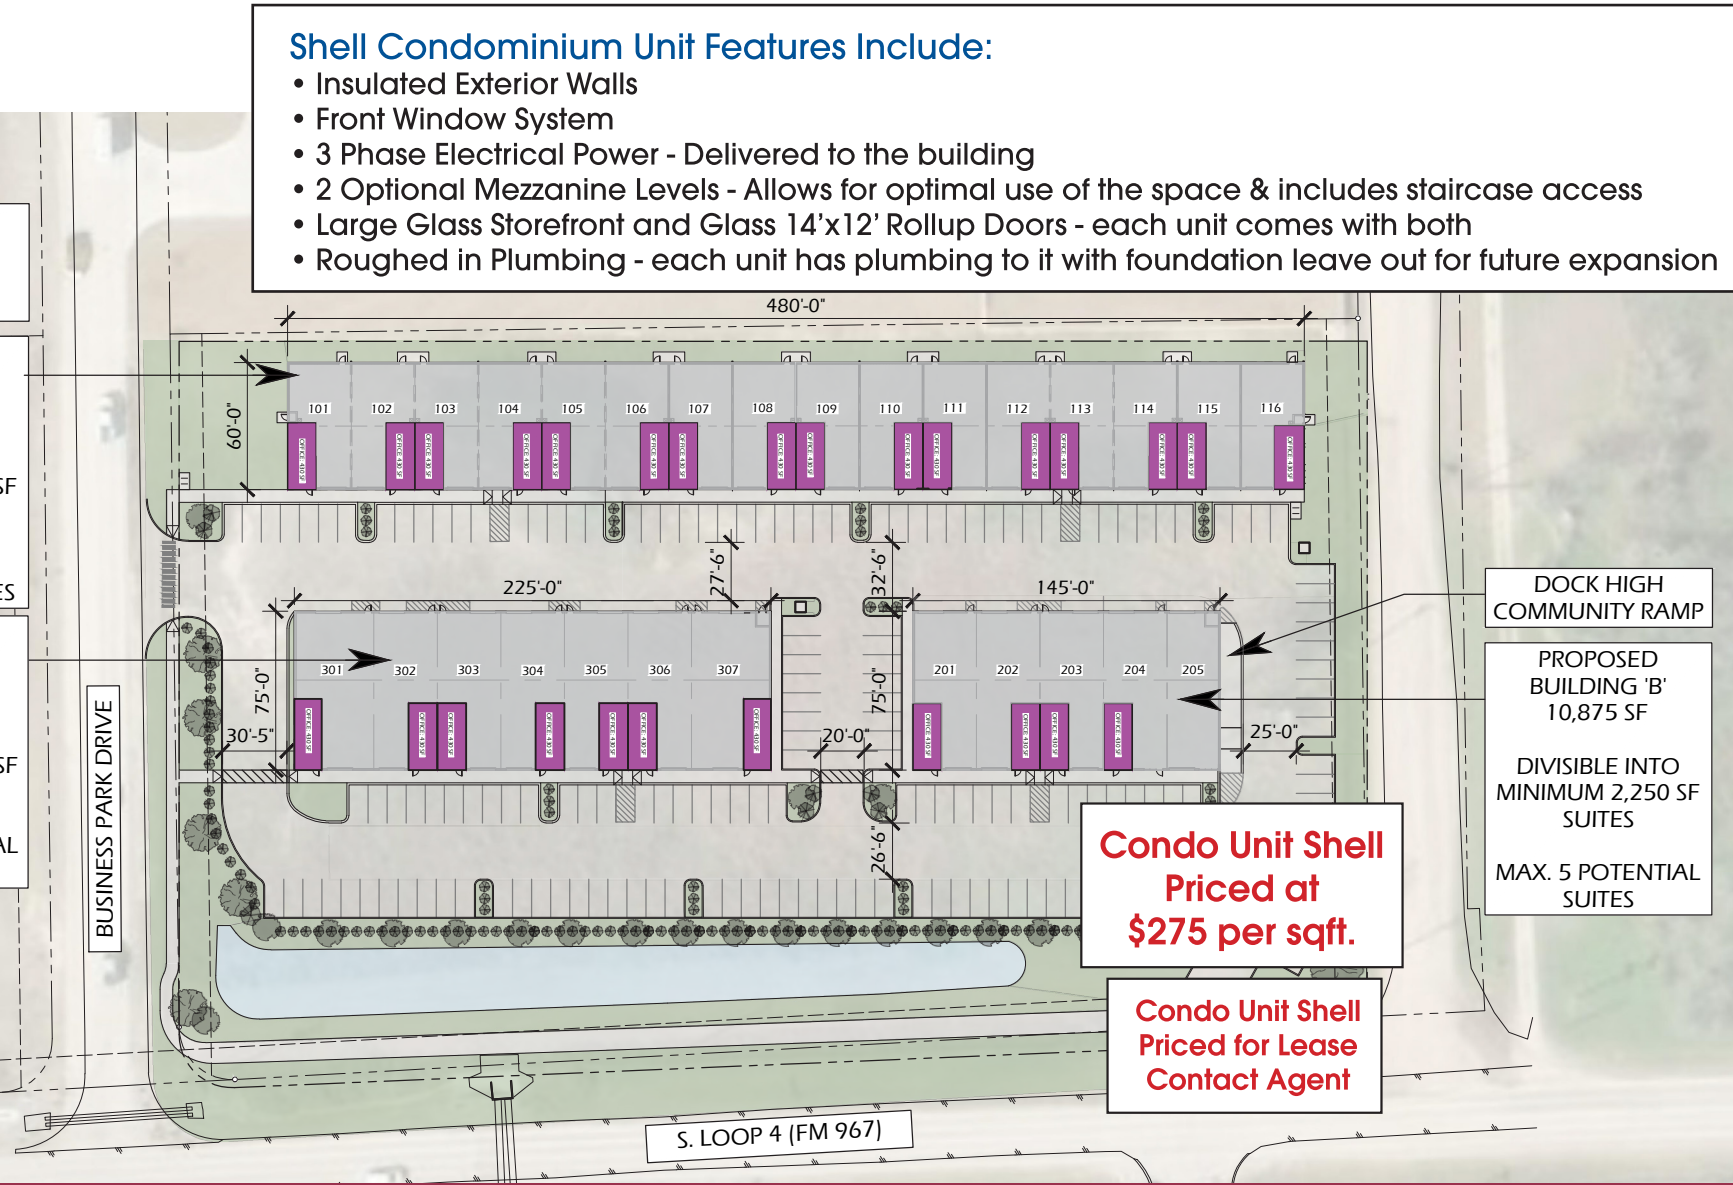 Shell Condominium Unit Features Include:
• Insulated Exterior Walls
• Front Window System
• 3 Phase Electrical Power - Delivered to the building
• 2 Optional Mezzanine Levels - Allows for optimal use of the space & includes staircase access
• Large Glass Storefront and Glass 14'x12' Rollup Doors - each unit comes with both
• Roughed in Plumbing - each unit has plumbing to it with foundation leave out for future expansion
480'-0"
60'-0"
101 102 103 104 105 106 107 108 109 110 111 112 113 114 115 116
SF
ES
27'-6"
32'-6"
225'-0"
145'-0"
DOCK HIGH
COMMUNITY RAMP
75'-0"
301 302 303 304 305 306 307
75'-0"
201 202 203 204 205
PROPOSED
BUILDING 'B'
10,875 SF
DIVISIBLE INTO
MINIMUM 2,250 SF
SUITES
MAX. 5 POTENTIAL
SUITES
30'-5"
20'-0"
25'-0"
SF
AL
BUSINESS PARK DRIVE
26'-6"
Condo Unit Shell
Priced at
$275 per sqft.
Condo Unit Shell
Priced for Lease
Contact Agent
S. LOOP 4 (FM 967)